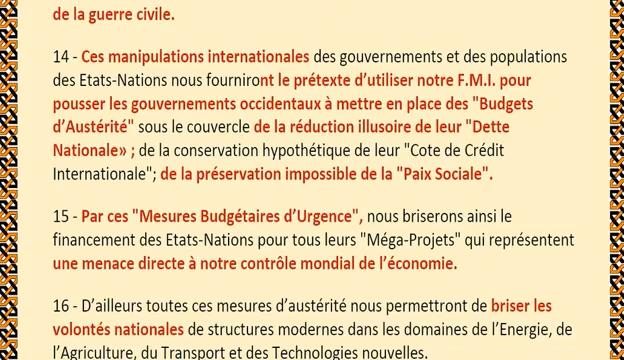 de la guerre civile.
14 - Ces manipulations internationales des gouvernements et des populations
des Etats-Nations nous fourniront le prétexte d’utiliser notre F.M.I. pour
pousser les gouvernements occidentaux à mettre en place des "Budgets
d’Austérité" sous le couvercle de la réduction illusoire de leur "Dette
Nationale» ; de la conservation hypothétique de leur "Cote de Crédit
Internationale"; de la préservation impossible de la "Paix Sociale".
15 - Par ces "Mesures Budgétaires d’Urgence", nous briserons ainsi le
financement des Etats-Nations pour tous leurs "Méga-Projets" qui représentent
une menace directe à notre contrôle mondial de l’économie.
16 - D’ailleurs toutes ces mesures d’austérité nous permettront de briser les
volontés nationales de structures modernes dans les domaines de l’Energie, de
l’Agriculture, du Transport et des Technologies nouvelles.